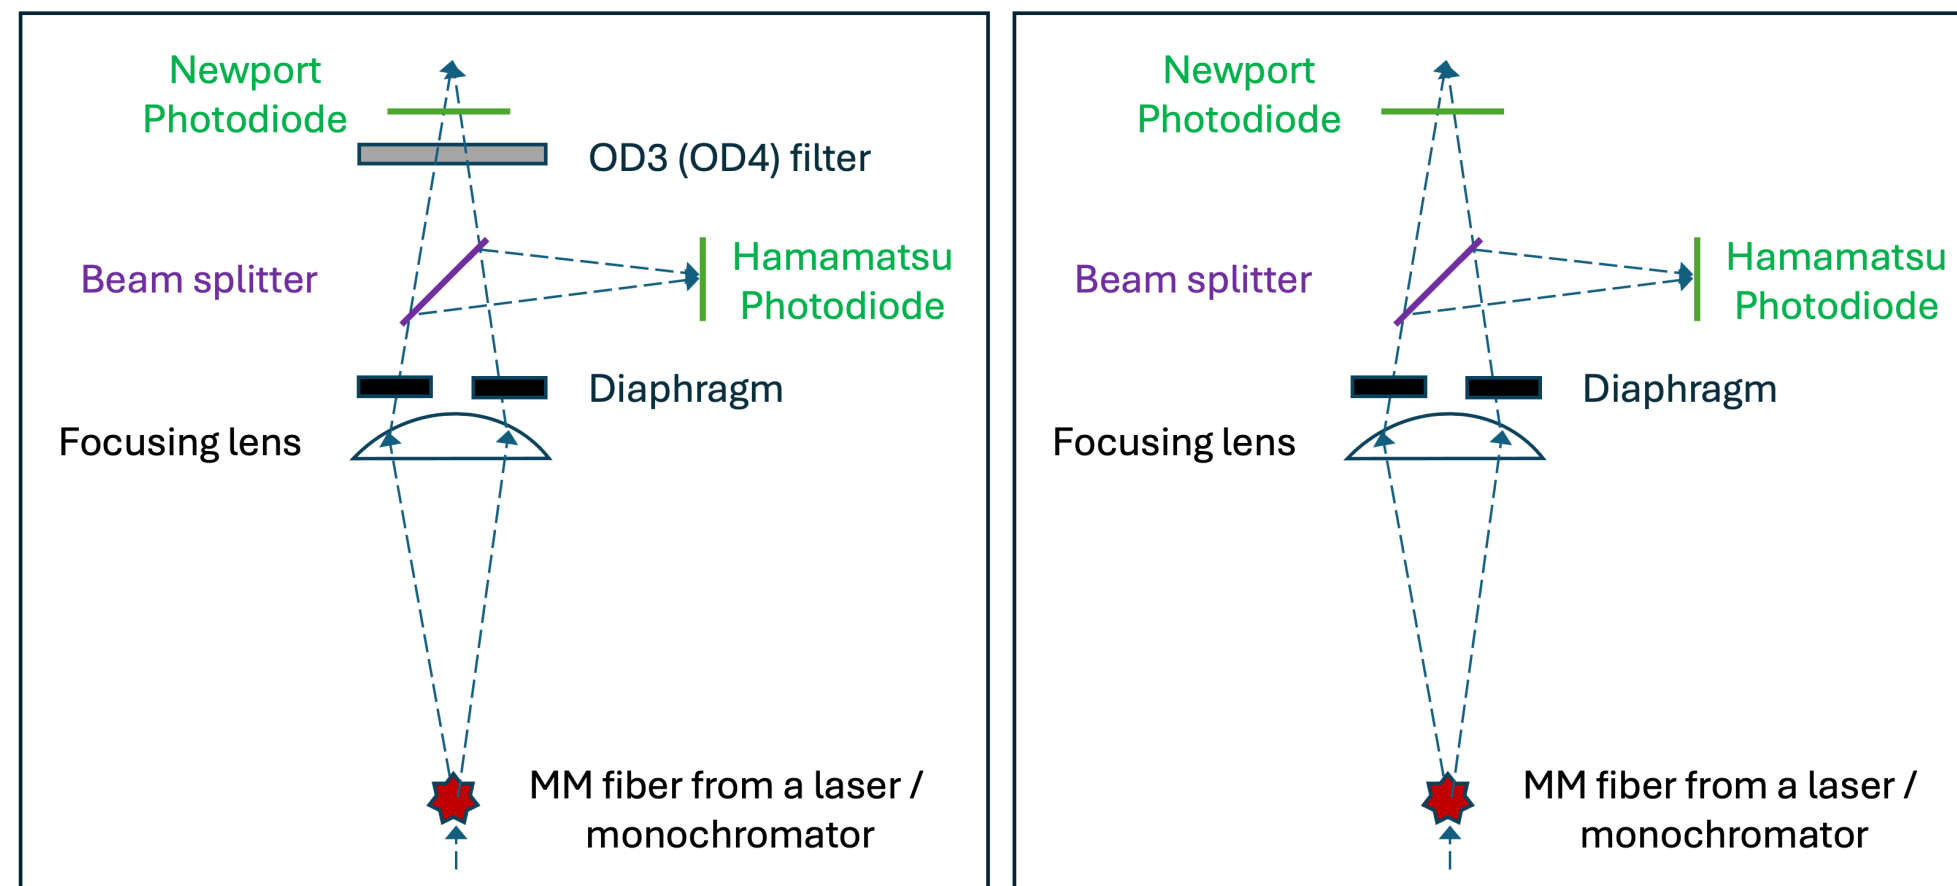 Newport
Photodiode
OD3 (OD4) filter
Beam splitter
Hamamatsu
Photodiode
Diaphragm
Focusing lens
MM fiber from a laser /
monochromator
Newport
Photodiode
Beam splitter
Hamamatsu
Photodiode
Diaphragm
Focusing lens
MM fiber from a laser /
monochromator